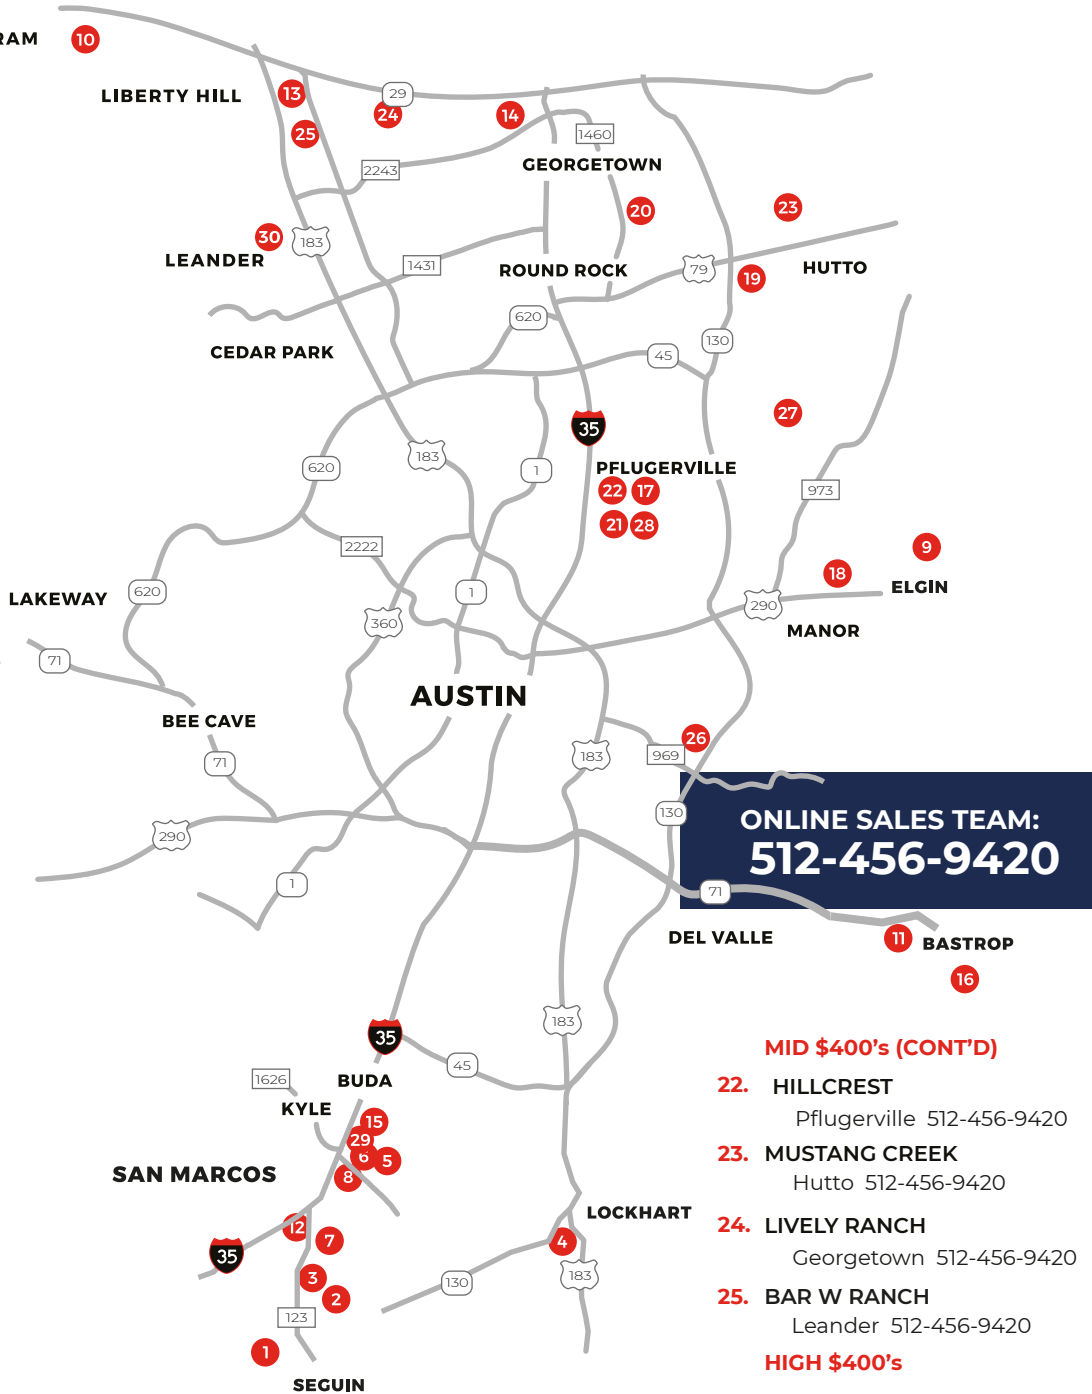 RAM
10
LIBERTY HILL
13
29
24
14
25
1460
2243
GEORGETOWN
20
23
30
183
LEANDER
1431
ROUND ROCK
79
HUTTO
19
620
130
CEDAR PARK
45
27
35
183
620
1
PFLUGERVILLE
22
17
973
21
28
2222
9
18
ELGIN
LAKEWAY
620
1
290
360
MANOR
71
AUSTIN
BEE CAVE
26
183
969
71
130
290
ONLINE SALES TEAM:
512-456-9420
1
71
DEL VALLE
11
BASTROP
16
183
35
45
1626
BUDA
KYLE
15
29
6
5
SAN MARCOS
8
12
7
LOCKHART
4
35
3
130
183
2
123
1
SEGUIN
MID $400's (CONT'D)
22. HILLCREST
Pflugerville 512-456-9420
23. MUSTANG CREEK
Hutto 512-456-9420
24. LIVELY RANCH
Georgetown 512-456-9420
25. BAR W RANCH
Leander 512-456-9420
HIGH $400's